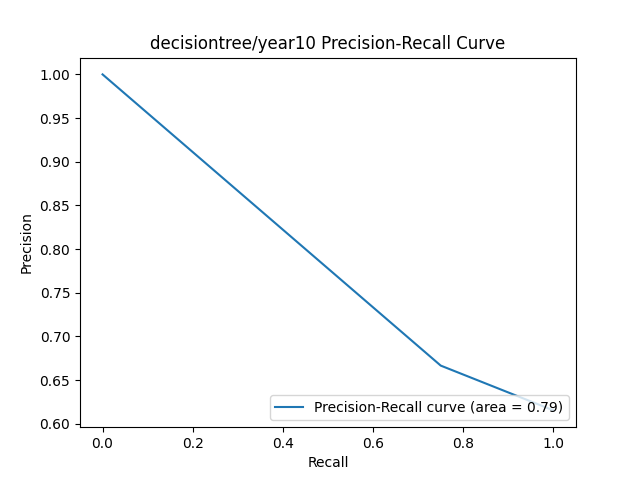 decisiontree/year10 Precision-Recall Curve
1.00
0.95
0.90
0.85
0.80
0.75
0.70
0.65
0.60
Precision
Precision-Recall curve (area = 0.79)
0.0 0.2 0.4 0.6 0.8 1.0
Recall